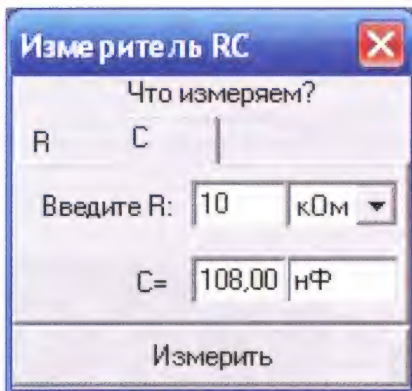 Измеритель RC
Что измеряем?
R C
Введите R: 10 кОм
C= 108,00 нФ
Измерить